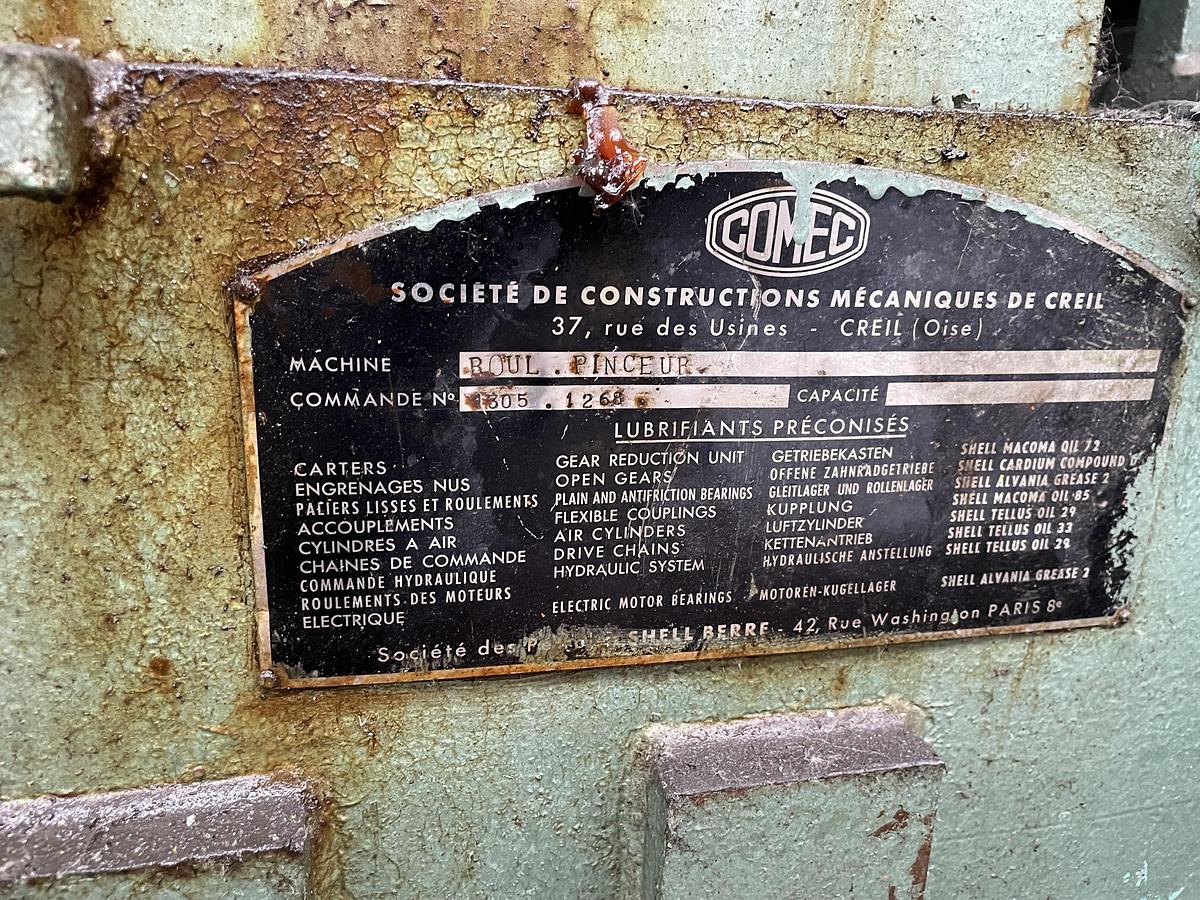 COMEC
SOCIÉTÉ DE CONSTRUCTIONS MÉCANIQUES DE CREIL
37, rue des Usines - CREIL (Oise)
MACHINE ROUL. PINCEUR
COMMANDE Nº 1305. 1268 CAPACITÉ
LUBRIFIANTS PRÉCONISÉS
CARTERS GEAR REDUCTION UNIT GETRIEBEKASTEN SHELL MACOMA OIL 72
ENGRENAGES NUS OPEN GEARS OFFENE ZAHNRADGETRIEBE SHELL CARDIUM COMPOUND D
PALIERS LISSES ET ROULEMENTS PLAIN AND ANTIFRICTION BEARINGS GLEITLAGER UND ROLLENLAGER SHELL ALVANIA GREASE 2
ACCOUPLEMENTS FLEXIBLE COUPLINGS KUPPLUNG SHELL MACOMA OIL 85
CYLINDRES A AIR AIR CYLINDERS LUFTZYLINDER SHELL TELLUS OIL 29
CHAINES DE COMMANDE DRIVE CHAINS KETTENANTRIEB SHELL TELLUS OIL 33
COMMANDE HYDRAULIQUE HYDRAULIC SYSTEM HYDRAULISCHE ANSTELLUNG SHELL TELLUS OIL 29
ROULEMENTS DES MOTEURS
ELECTRIQUE ELECTRIC MOTOR BEARINGS MOTOREN-KUGELLAGER SHELL ALVANIA GREASE 2
Société des SHELL BERRE - 42, Rue Washington PARIS 8e